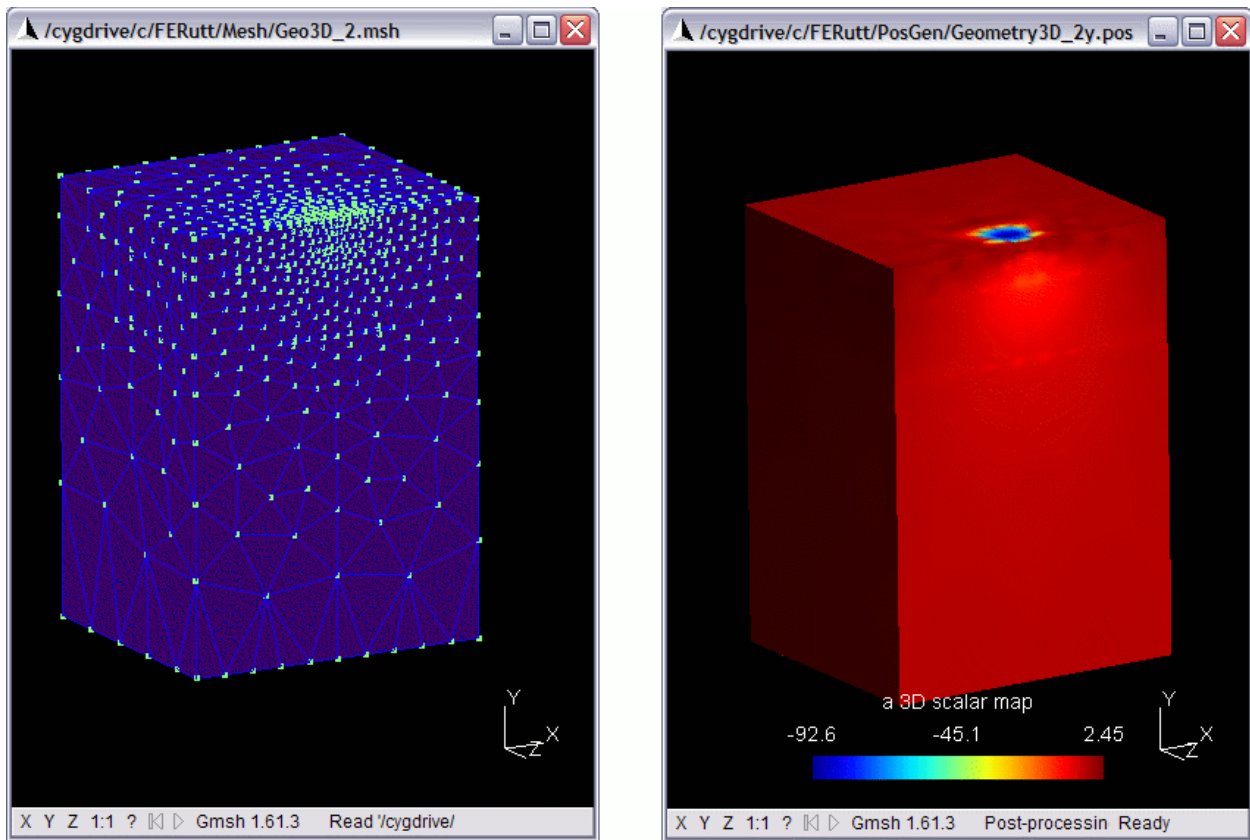 /cygdrive/c/FERutt/Mesh/Geo3D_2.msh
Y
X
Z
X Y Z 1:1 ? Gmsh 1.61.3 Read '/cygdrive/
/cygdrive/c/FERutt/PosGen/Geometry3D_2y.pos
a 3D scalar map
-92.6 -45.1 2.45
Y
X
Z
X Y Z 1:1 ? Gmsh 1.61.3 Post-processin Ready